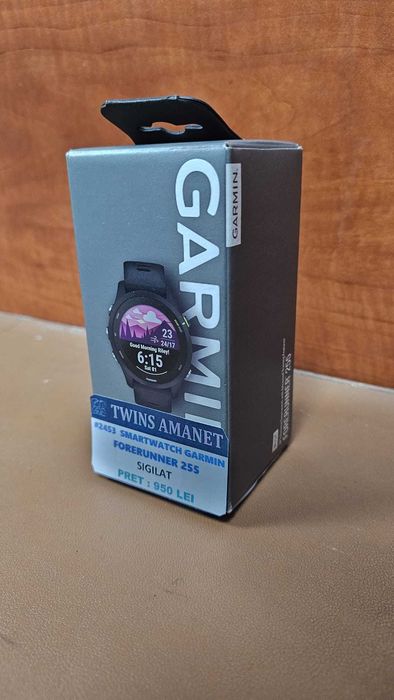 GARMIN
GARMIN.
23
24/17
Good Morning Riley!
6:15
Sat 01
TWINS AMANET
#2453 SMARTWATCH GARMIN
FORERUNNER 255
SIGILAT
PRET : 950 LEI
FORERUNNER 255